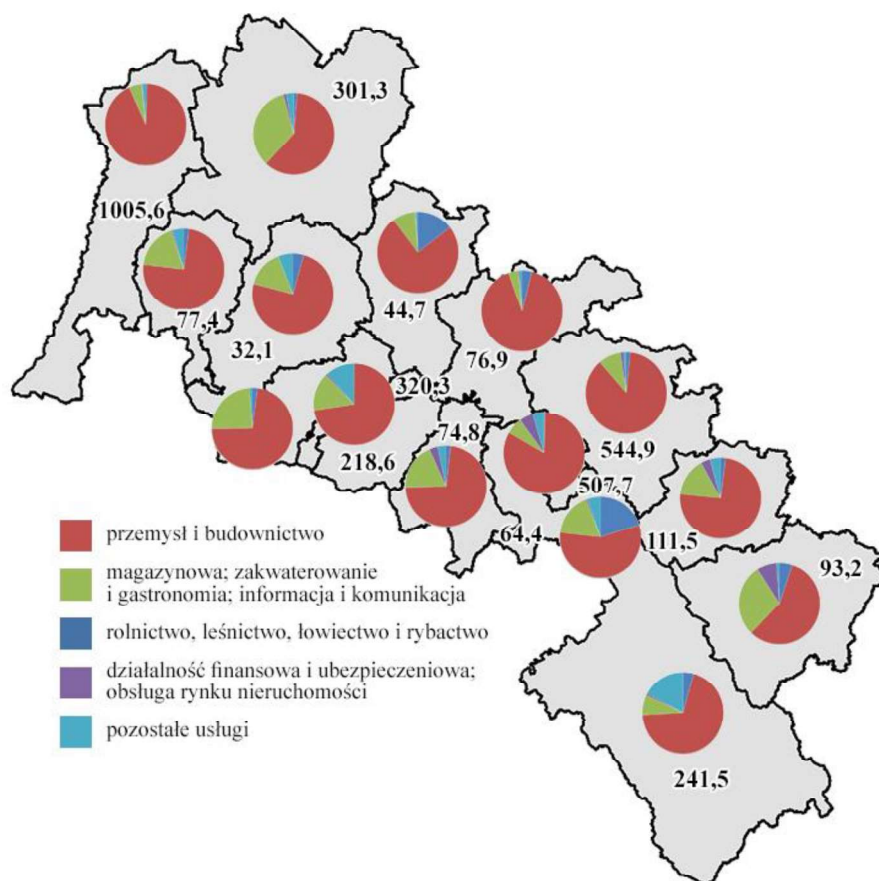 301,3
1005,6
77,4
32,1
44,7
76,9
320,3
218,6
74,8
544,9
507,7
64,4
111,5
93,2
241,5
przemysł i budownictwo
magazynowa; zakwaterowanie
i gastronomia; informacja i komunikacja
rolnictwo, leśnictwo, łowiectwo i rybactwo
działalność finansowa i ubezpieczeniowa;
obsługa rynku nieruchomości
pozostałe usługi